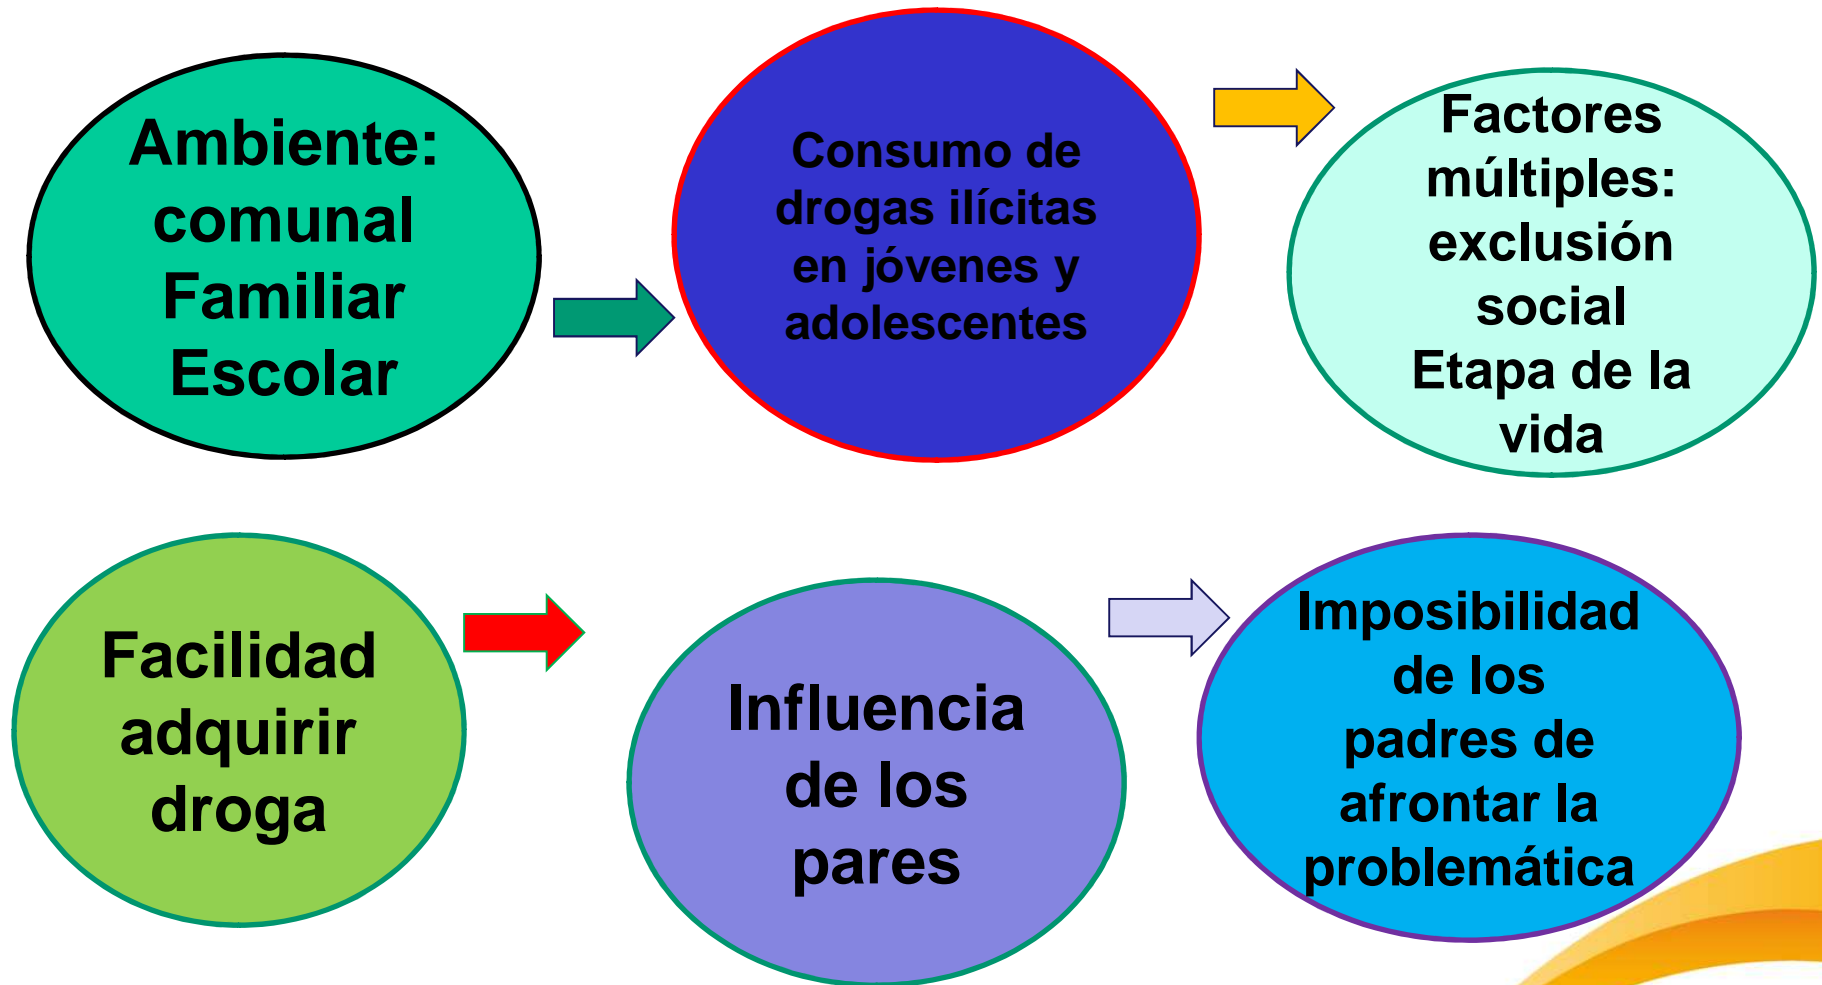 Ambiente:
comunal
Familiar
Escolar
Consumo de
drogas ilícitas
en jóvenes y
adolescentes
Factores
múltiples:
exclusión
social
Etapa de la
vida
Facilidad
adquirir
droga
Influencia
de los
pares
Imposibilidad
de los
padres de
afrontar la
problemática